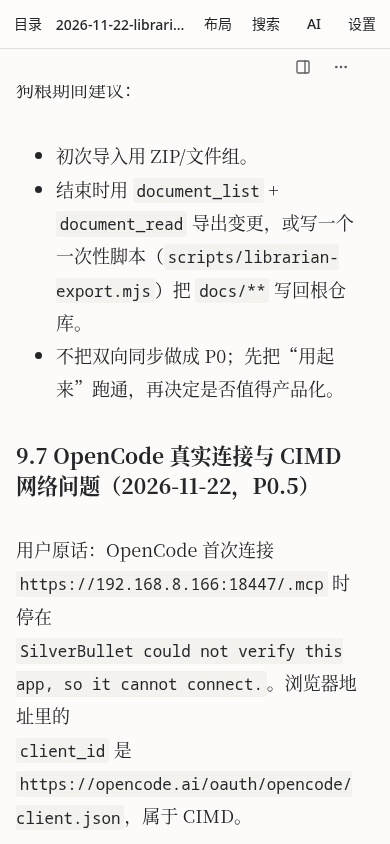 目录 2026-11-22-librari... 布局 搜索 AI 设置
狗粮期间建议：
初次导入用 ZIP/文件组。
结束时用 document_list +
document_read 导出变更，或写一个
一次性脚本（scripts/librarian-
export.mjs）把 docs/** 写回根仓
库。
不把双向同步做成 P0；先把“用起
来”跑通，再决定是否值得产品化。
9.7 OpenCode 真实连接与 CIMD
网络问题（2026-11-22，P0.5）
用户原话：OpenCode 首次连接
https://192.168.8.166:18447/.mcp 时
停在
SilverBullet could not verify this
app, so it cannot connect.。浏览器地
址里的
client_id 是
https://opencode.ai/oauth/opencode/
client.json，属于 CIMD。